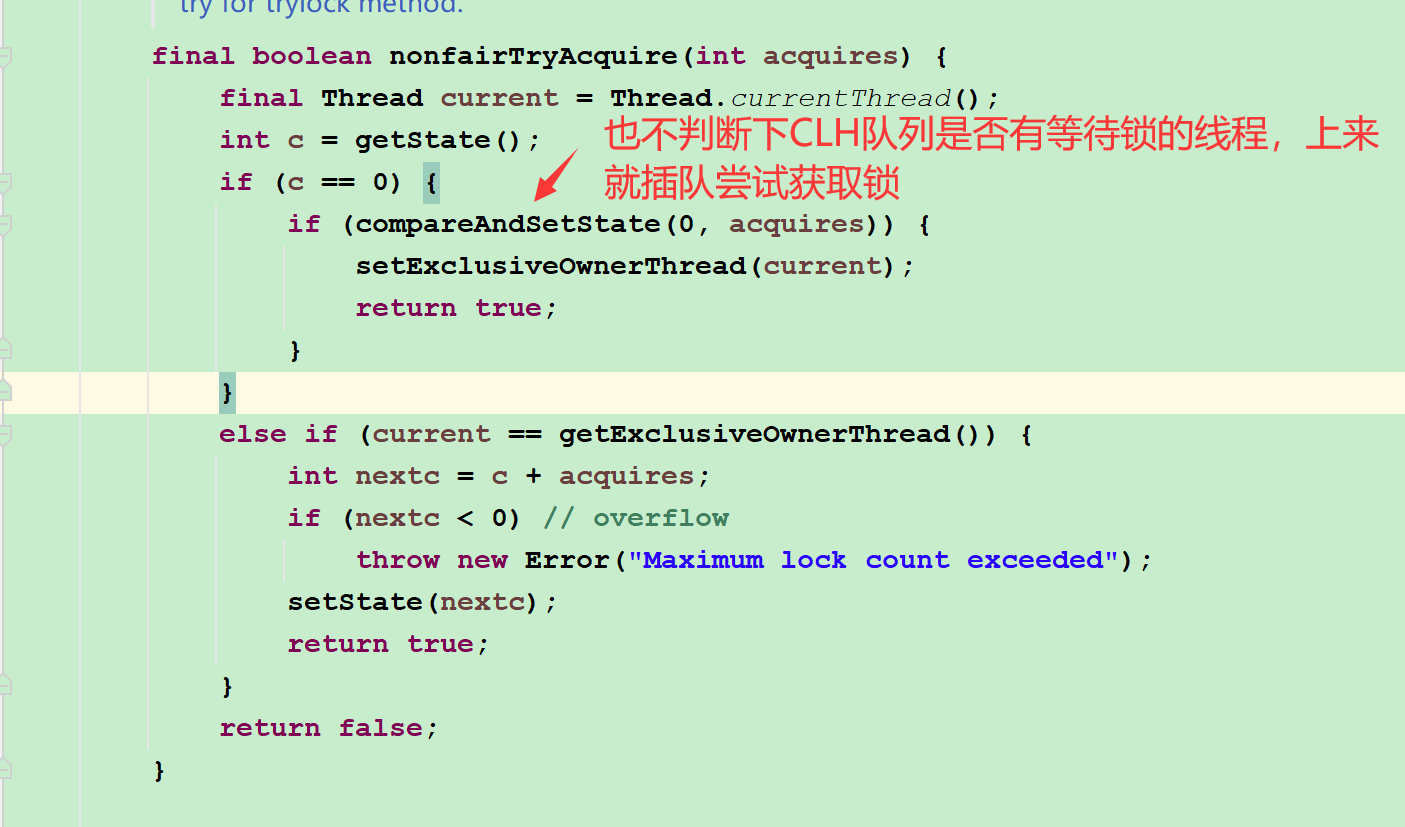 try for trylock method.
final boolean nonfairTryAcquire(int acquires) {
final Thread current = Thread.currentThread();
int c = getState();
也不判断下CLH队列是否有等待锁的线程，上来
就插队尝试获取锁
if (c == 0) {
if (compareAndSetState(0, acquires)) {
setExclusiveOwnerThread(current);
return true;
}
}
else if (current == getExclusiveOwnerThread()) {
int nextc = c + acquires;
if (nextc < 0) // overflow
throw new Error("Maximum lock count exceeded");
setState(nextc);
return true;
}
return false;
}